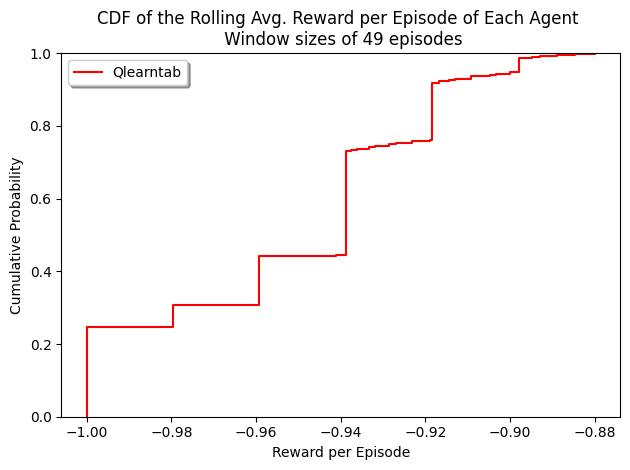 CDF of the Rolling Avg. Reward per Episode of Each Agent
Window sizes of 49 episodes
Qlearntab
Cumulative Probability
1.0
0.8
0.6
0.4
0.2
0.0
−1.00 −0.98 −0.96 −0.94 −0.92 −0.90 −0.88
Reward per Episode